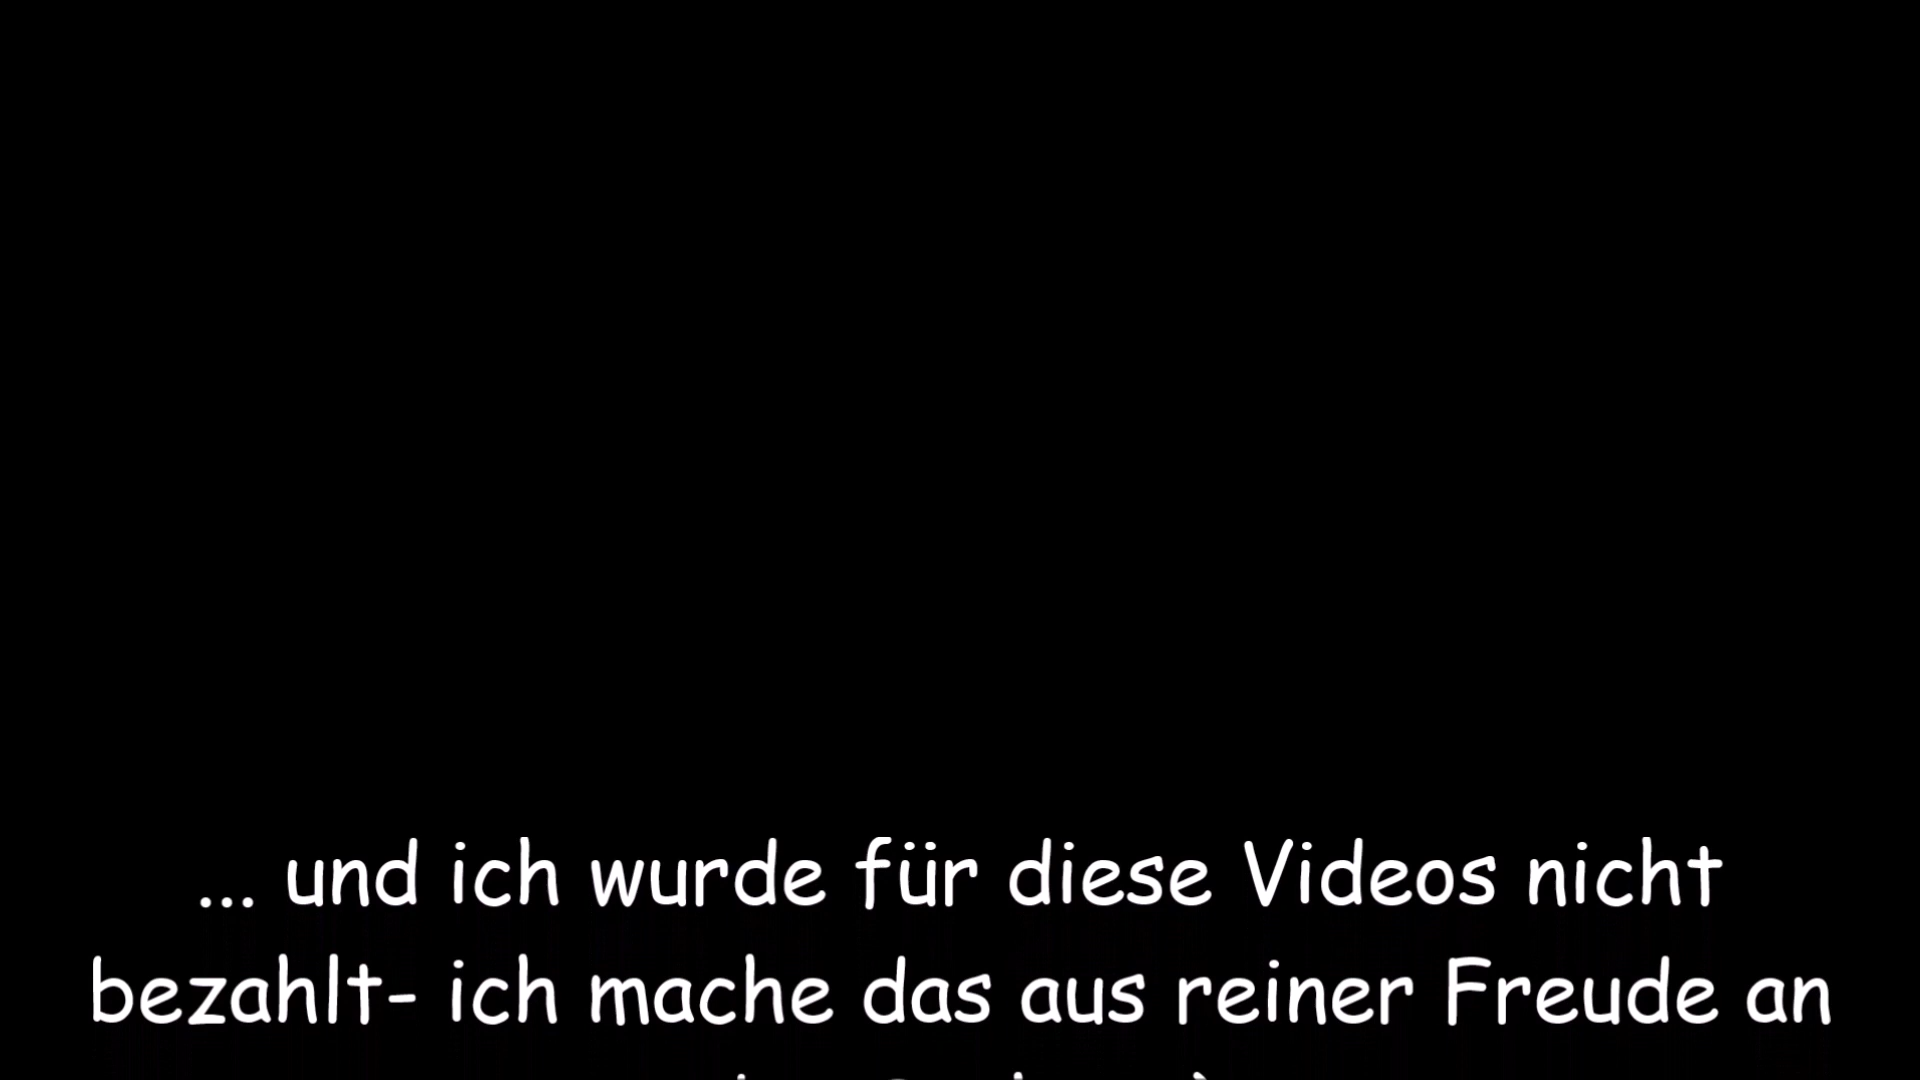 ... und ich wurde für diese Videos nicht
bezahlt- ich mache das aus reiner Freude an